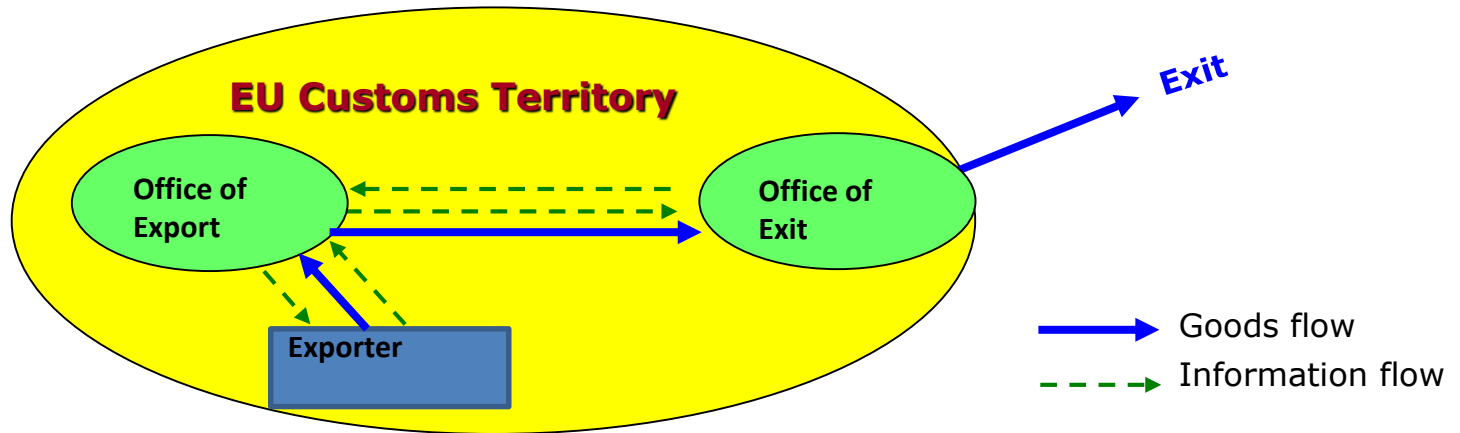 Exit
EU Customs Territory
Office of
Export
Office of
Exit
Exporter
Goods flow
Information flow